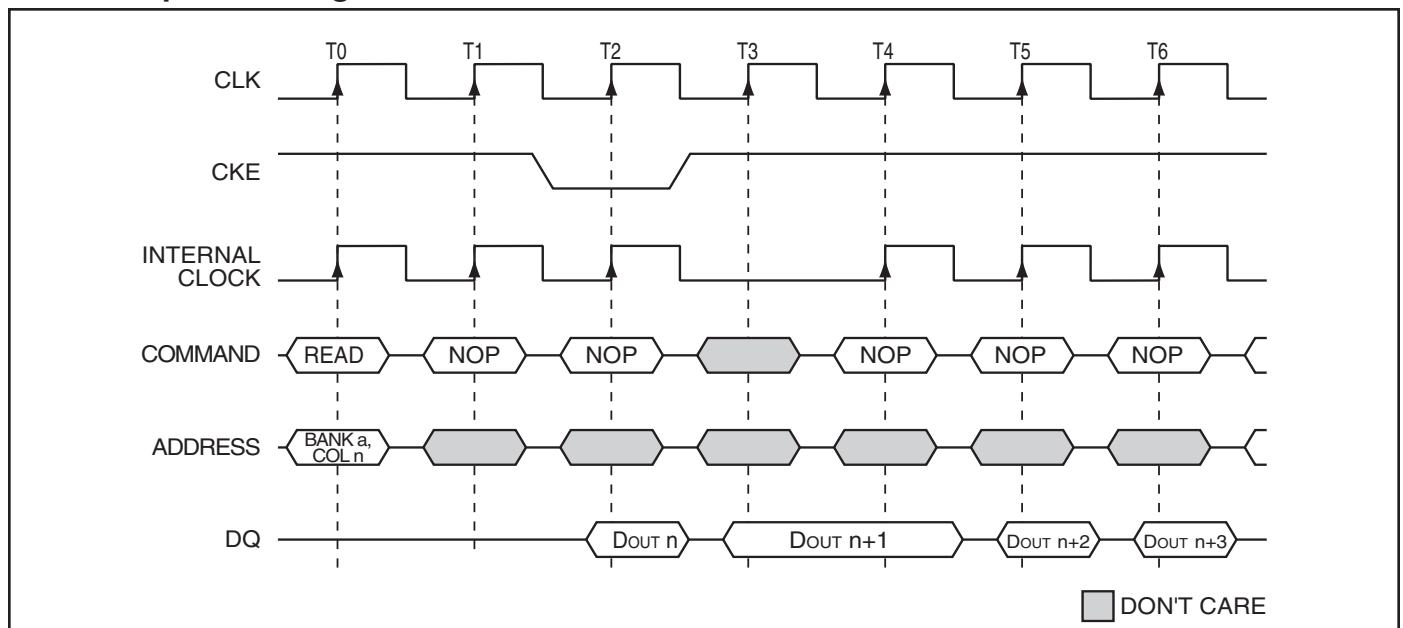 T0 T1 T2 T3 T4 T5 T6
CLK
CKE
INTERNAL
CLOCK
COMMAND READ NOP NOP NOP NOP NOP
ADDRESS BANK a,
COL n
DQ DOUT n DOUT n+1 DOUT n+2 DOUT n+3
DON'T CARE